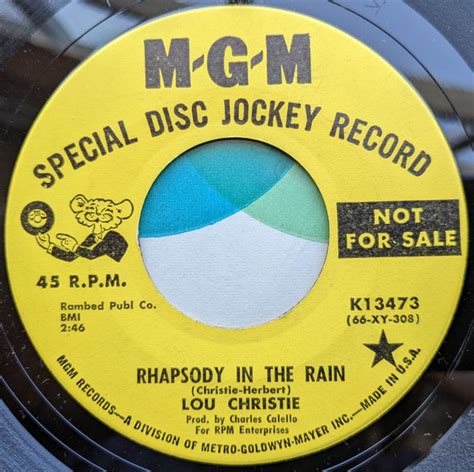 M-G-M
SPECIAL DISC JOCKEY RECORD
NOT
FOR SALE
45 R.P.M.
Rambed Publ Co.
BMI
2:46
K13473
(66-XY-308)
RHAPSODY IN THE RAIN
(Christie-Herbert)
LOU CHRISTIE
Prod. by Charles Calello
For RPM Enterprises
MGM RECORDS—A DIVISION OF METRO-GOLDWYN-MAYER INC.—MADE IN U.S.A.